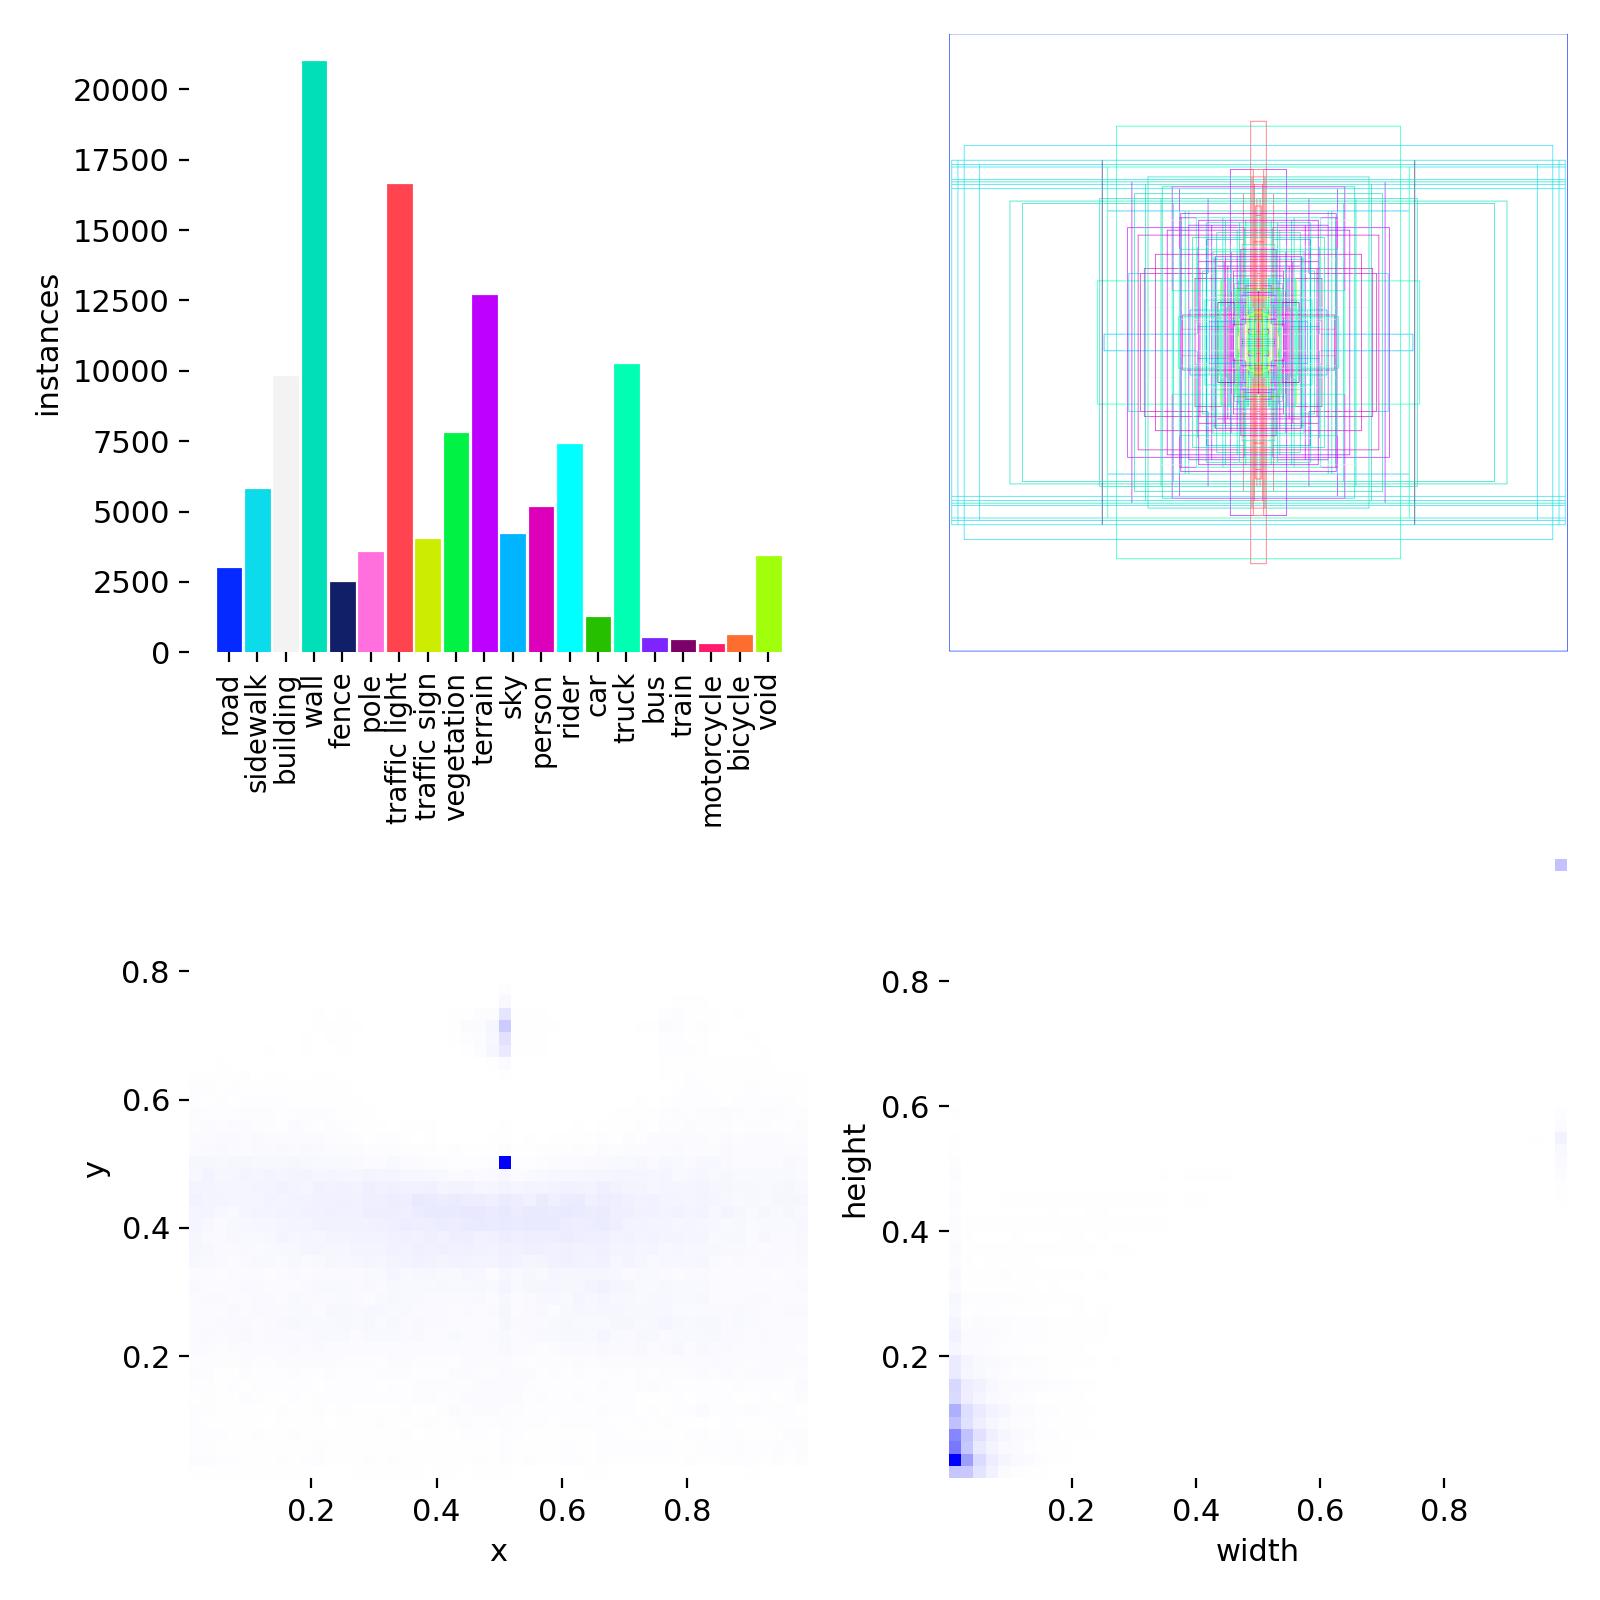 20000
17500
15000
12500
10000
7500
5000
2500
0
instances
road
sidewalk
building
wall
fence
pole
traffic light
traffic sign
vegetation
terrain
sky
person
rider
car
truck
bus
train
motorcycle
bicycle
void
0.8
0.6
0.4
0.2
y
0.2
0.4
0.6
0.8
x
0.8
0.6
0.4
0.2
height
0.2
0.4
0.6
0.8
width